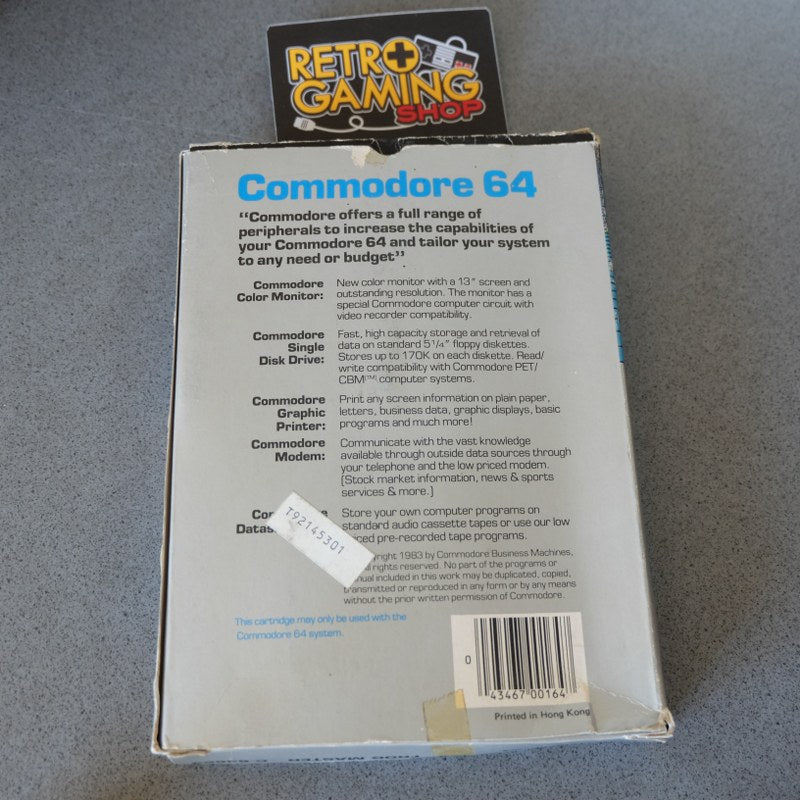 RETRO
GAMING
SHOP
Commodore 64
“Commodore offers a full range of
peripherals to increase the capabilities of
your Commodore 64 and tailor your system
to any need or budget”
Commodore
Color Monitor:
New color monitor with a 13” screen and
outstanding resolution. The monitor has a
special Commodore computer circuit with
video recorder compatibility.
Commodore
Single
Disk Drive:
Fast, high capacity storage and retrieval of
data on standard 5¼” floppy diskettes.
Stores up to 170K on each diskette. Read/
write compatibility with Commodore PET/
CBM™ computer systems.
Commodore
Graphic
Printer:
Print any screen information on plain paper,
letters, business data, graphic displays, basic
programs and much more!
Commodore
Modem:
Communicate with the vast knowledge
available through outside data sources through
your telephone and the low priced modem.
(Stock market information, news & sports
services & more.)
Store your own computer programs on
standard audio cassette tapes or use our low
pre-recorded tape programs.
T92145301
1983 by Commodore Business Machines,
rights reserved. No part of the programs or
included in this work may be duplicated, copied,
transmitted or reproduced in any form or by any means
without the prior written permission of Commodore.
This cartridge may only be used with the
Commodore 64 system.
0 43467 00164
Printed in Hong Kong